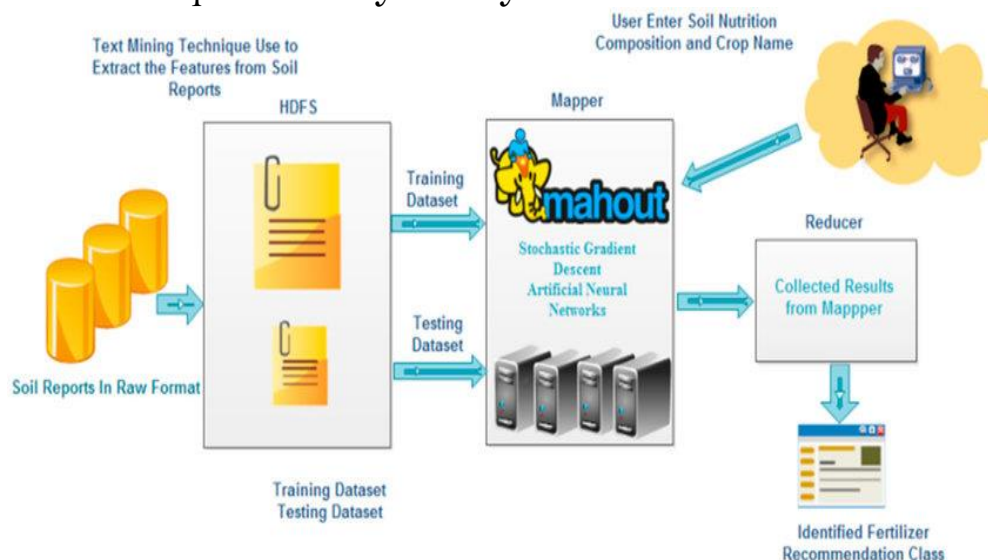 Text Mining Technique Use to
Extract the Features from Soil
Reports
User Enter Soil Nutrition
Composition and Crop Name
HDFS
Mapper
Training
Dataset
mahout
Stochastic Gradient
Descent
Artificial Neural
Networks
Reducer
Collected Results
from Mappper
Testing
Dataset
Soil Reports In Raw Format
Training Dataset
Testing Dataset
Identified Fertilizer
Recommendation Class